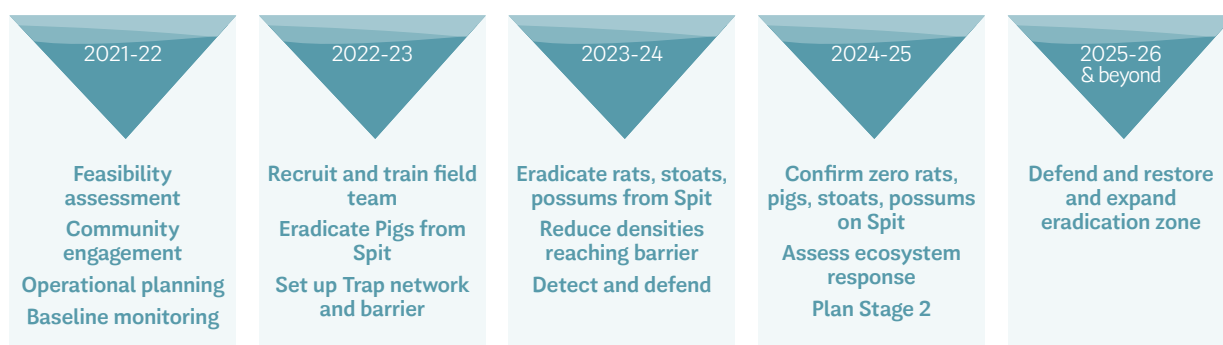 2021-22
Feasibility
assessment
Community
engagement
Operational planning
Baseline monitoring
2022-23
Recruit and train field
team
Eradicate Pigs from
Spit
Set up Trap network
and barrier
2023-24
Eradicate rats, stoats,
possums from Spit
Reduce densities
reaching barrier
Detect and defend
2024-25
Confirm zero rats,
pigs, stoats, possums
on Spit
Assess ecosystem
response
Plan Stage 2
2025-26
& beyond
Defend and restore
and expand
eradication zone